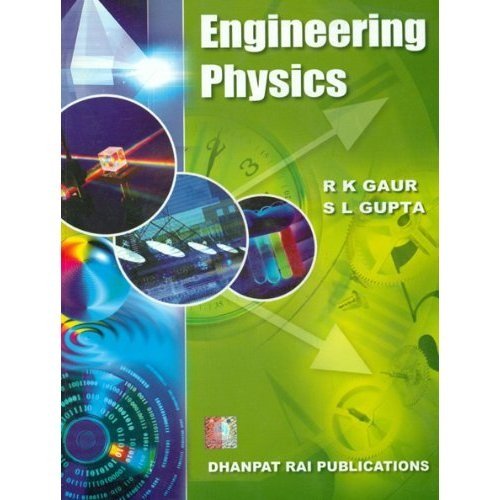 Engineering
Physics
R K GAUR
S L GUPTA
DHANPAT RAI PUBLICATIONS